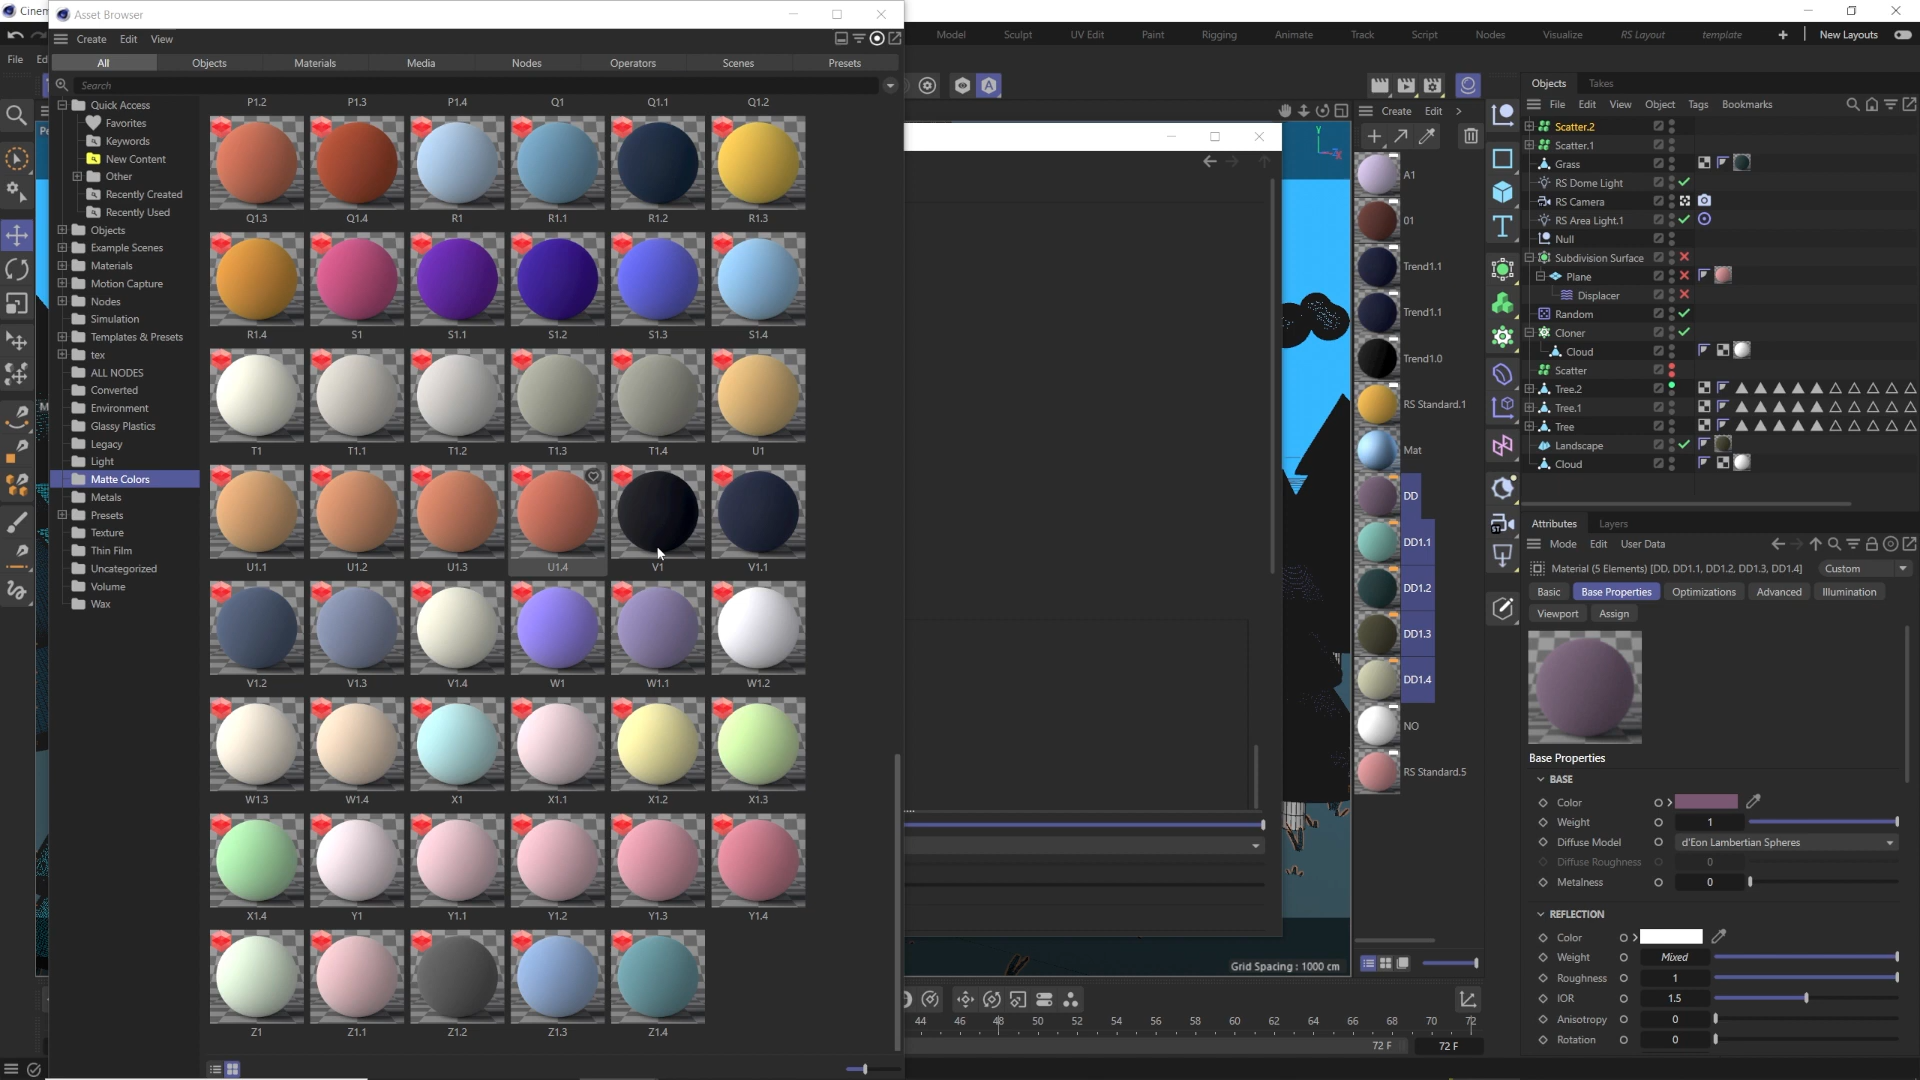 Cinem
Asset Browser
Create Edit View
All Objects Materials Media Nodes Operators Scenes Presets
Search
Quick Access
Favorites
Keywords
New Content
Other
Recently Created
Recently Used
Objects
Example Scenes
Materials
Motion Capture
Nodes
Simulation
Templates & Presets
tex
ALL NODES
Converted
Environment
Glassy Plastics
Legacy
Light
Matte Colors
Metals
Presets
Texture
Thin Film
Uncategorized
Volume
Wax
P1.2 P1.3 P1.4 Q1 Q1.1 Q1.2
Q1.3 Q1.4 R1 R1.1 R1.2 R1.3
R1.4 S1 S1.1 S1.2 S1.3 S1.4
T1 T1.1 T1.2 T1.3 T1.4 U1
U1.1 U1.2 U1.3 U1.4 V1 V1.1
V1.2 V1.3 V1.4 W1 W1.1 W1.2
W1.3 W1.4 X1 X1.1 X1.2 X1.3
X1.4 Y1 Y1.1 Y1.2 Y1.3 Y1.4
Z1 Z1.1 Z1.2 Z1.3 Z1.4
File Ed
Model Sculpt UV Edit Paint Rigging Animate Track Script Nodes Visualize RS Layout template New Layouts
Grid Spacing : 1000 cm
44 46 48 50 52 54 56 58 60 62 64 66 68 70 72
72 F 72 F
Create Edit
A1
01
Trend1.1
Trend1.1
Trend1.0
RS Standard.1
Mat
DD
DD1.1
DD1.2
DD1.3
DD1.4
NO
RS Standard.5
Objects Takes
File Edit View Object Tags Bookmarks
Scatter.2
Scatter.1
Grass
RS Dome Light
RS Camera
RS Area Light.1
Null
Subdivision Surface
Plane
Displacer
Random
Cloner
Cloud
Scatter
Tree.2
Tree.1
Tree
Landscape
Cloud
Attributes Layers
Mode Edit User Data
Material (5 Elements) [DD, DD1.1, DD1.2, DD1.3, DD1.4] Custom
Basic Base Properties Optimizations Advanced Illumination
Viewport Assign
Base Properties
BASE
Color
Weight 1
Diffuse Model d'Eon Lambertian Spheres
Diffuse Roughness 0
Metalness 0
REFLECTION
Color
Weight Mixed
Roughness 1
IOR 1.5
Anisotropy 0
Rotation 0